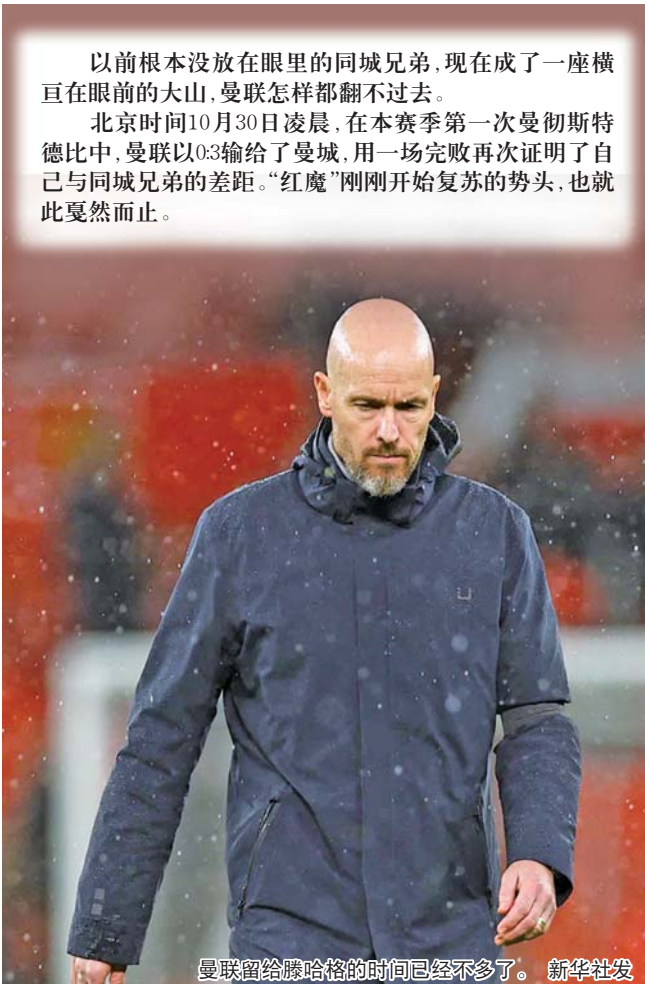 以前根本没放在眼里的同城兄弟，现在成了一座横
亘在眼前的大山，曼联怎样都翻不过去。
北京时间10月30日凌晨，在本赛季第一次曼彻斯特
德比中，曼联以0:3输给了曼城，用一场完败再次证明了自
己与同城兄弟的差距。“红魔”刚刚开始复苏的势头，也就
此戛然而止。
曼联留给滕哈格的时间已经不多了。 新华社发